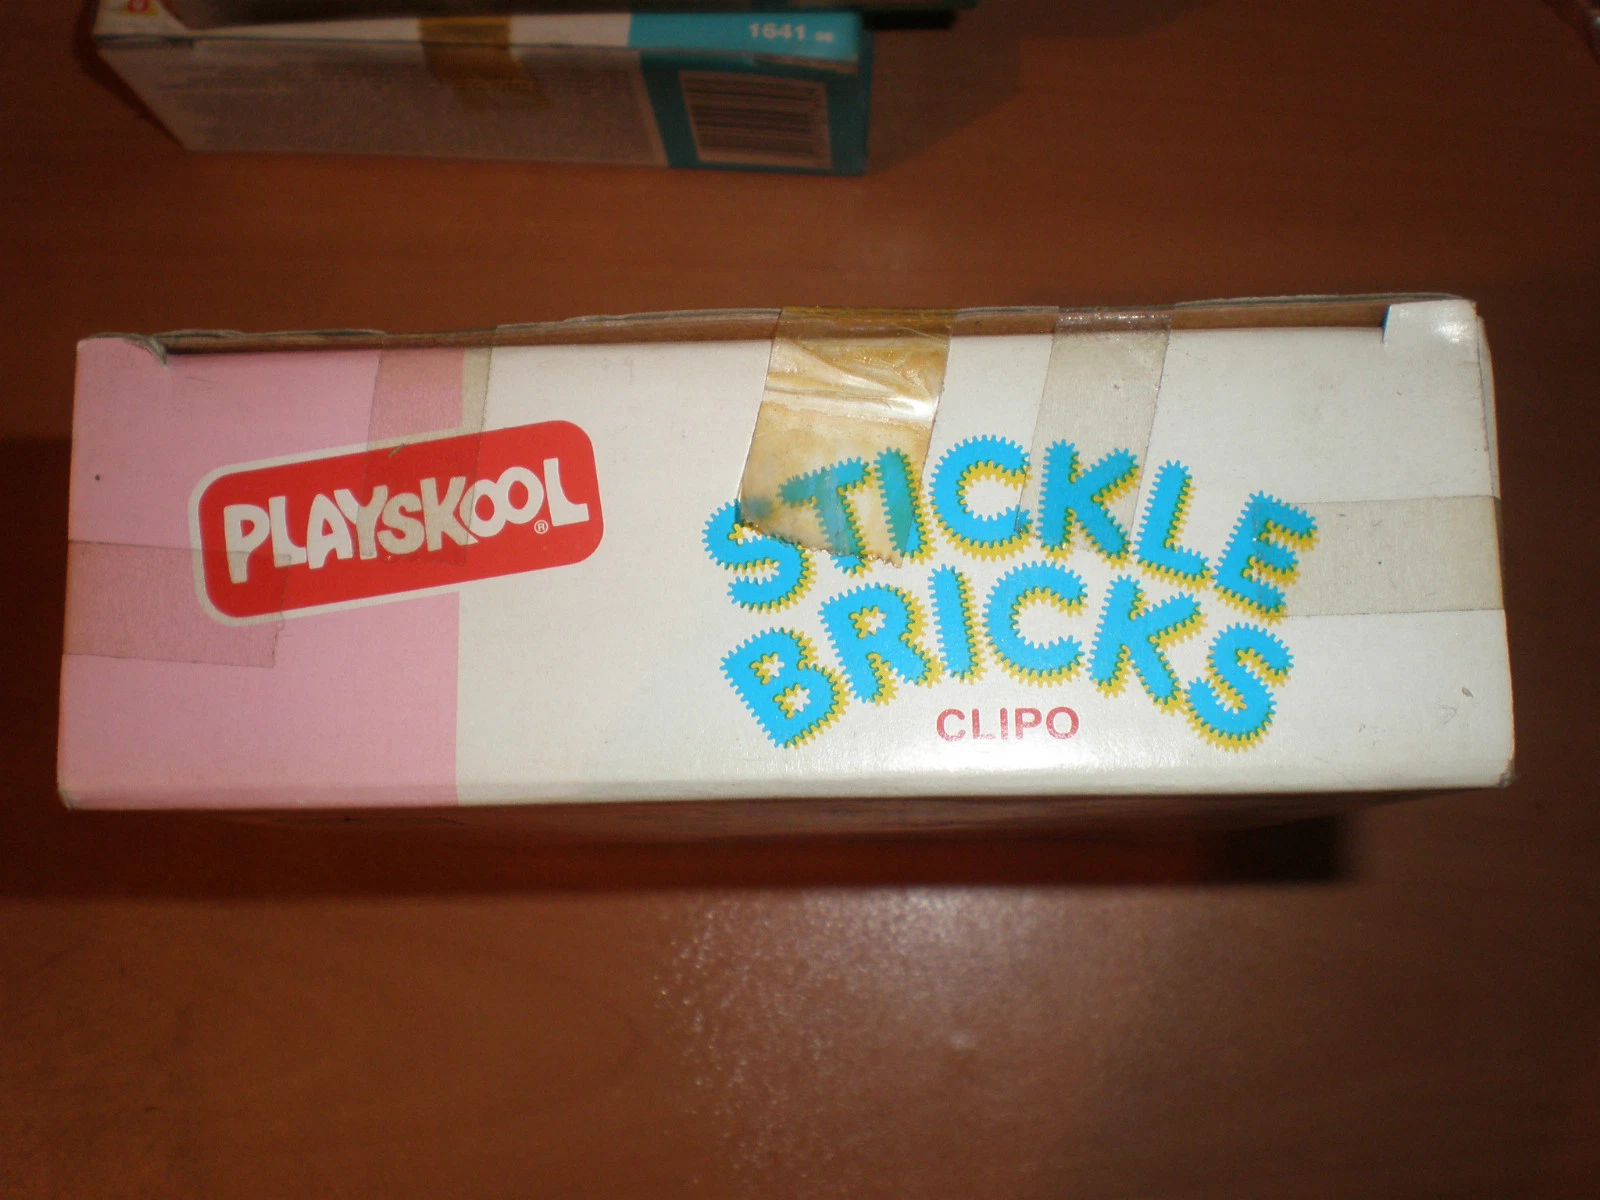 1641
PLAYSKOOL®
STICKLE
BRICKS
CLIPO